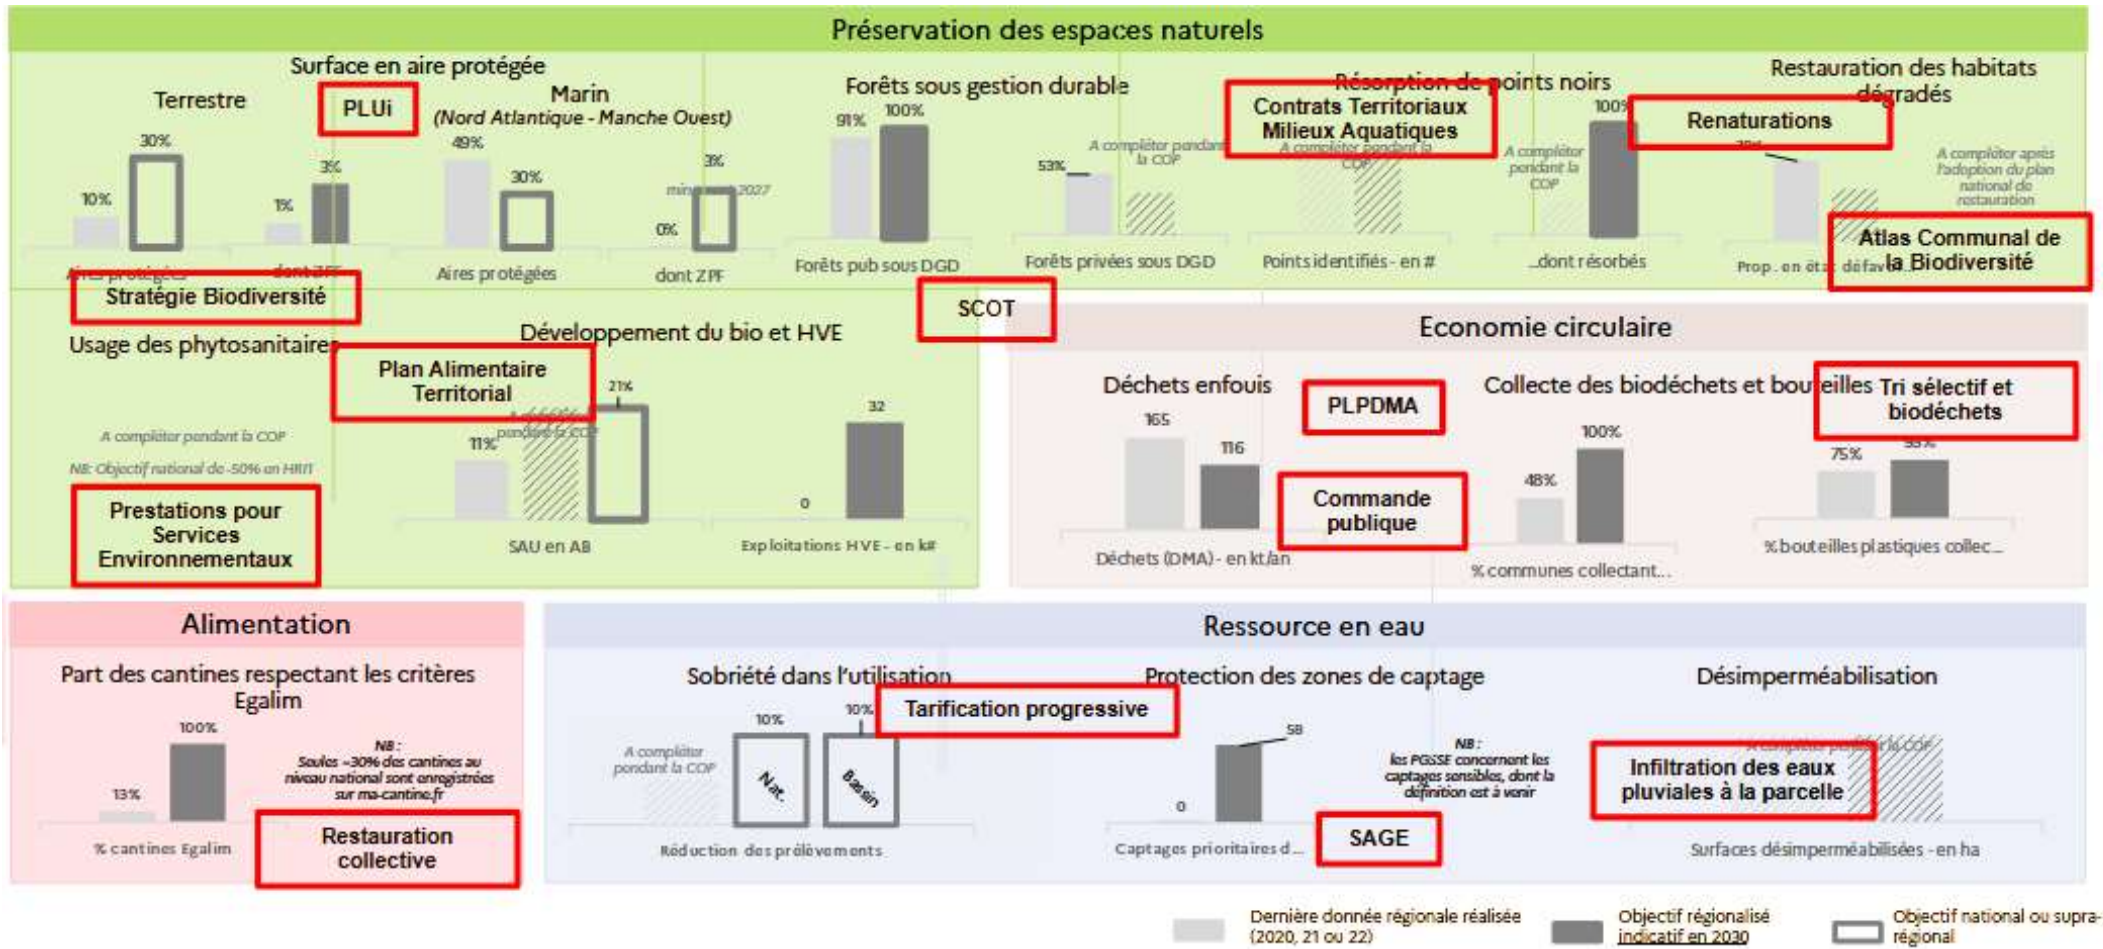 Préservation des espaces naturels
Surface en aire protégée
Terrestre
PLUi
Marin
(Nord Atlantique - Manche Ouest)
10%
30%
1%
3%
49%
30%
0%
3%
2027
Aires protégées
dont ZPF
Aires protégées
dont ZPF
Stratégie Biodiversité
Forêts sous gestion durable
91%
100%
53%
A compléter pendant
la COP
Forêts pub sous DGD
Forêts privées sous DGD
SCOT
Résorption de points noirs
Contrats Territoriaux
Milieux Aquatiques
A compléter pendant la
COP
A compléter
pendant la
COP
100%
Points identifiés - en #
...dont résorbés
Restauration des habitats
dégradés
Renaturations
A compléter après
l'adoption du plan
national de
restauration
Prop. en état
Atlas Communal de
la Biodiversité
Usage des phytosanitaires
A compléter pendant la COP
NB: Objectif national de -50% en HRI1
Prestations pour
Services
Environnementaux
Développement du bio et HVE
Plan Alimentaire
Territorial
pendant la COP
11%
21%
0
32
SAU en AB
Exploitations HVE - en k#
Economie circulaire
Déchets enfouis
165
116
PLPDMA
Commande
publique
Déchets (DMA) - en kt/an
Collecte des biodéchets et bouteilles
Tri sélectif et
biodéchets
48%
100%
75%
% communes collectant...
% bouteilles plastiques collec...
Alimentation
Part des cantines respectant les critères
Egalim
13%
100%
NB :
Seules ~30% des cantines au
niveau national sont enregistrées
sur ma-cantine.fr
% cantines Egalim
Restauration
collective
Ressource en eau
Sobriété dans l'utilisation
Tarification progressive
A compléter
pendant la COP
10%
10%
Nat.
Bassin
Réduction des prélèvements
Protection des zones de captage
0
58
NB :
les PGSSE concernent les
captages sensibles, dont la
définition est à venir
Captages prioritaires d...
SAGE
Désimperméabilisation
A compléter pendant la COP
Infiltration des eaux
pluviales à la parcelle
Surfaces désimperméabilisées - en ha
Dernière donnée régionale réalisée
(2020, 21 ou 22)
Objectif régionalisé
indicatif en 2030
Objectif national ou supra-
régional